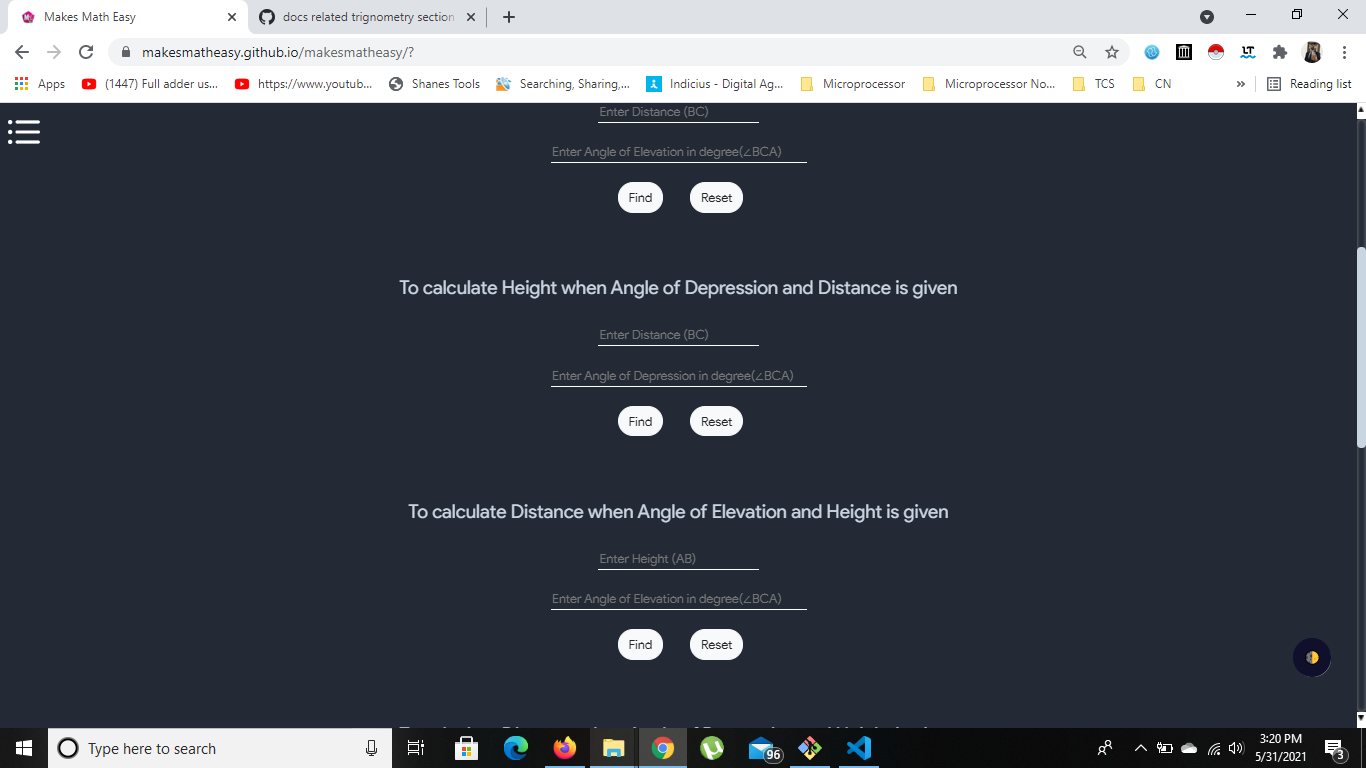 Makes Math Easy
docs related trignometry section
makesmatheasy.github.io/makesmatheasy/?
Apps
(1447) Full adder us...
https://www.youtub...
Shanes Tools
Searching, Sharing,...
Indicius - Digital Ag...
Microprocessor
Microprocessor No...
TCS
CN
»
Reading list
Enter Distance (BC)
Enter Angle of Elevation in degree(∠BCA)
Find Reset
To calculate Height when Angle of Depression and Distance is given
Enter Distance (BC)
Enter Angle of Depression in degree(∠BCA)
Find Reset
To calculate Distance when Angle of Elevation and Height is given
Enter Height (AB)
Enter Angle of Elevation in degree(∠BCA)
Find Reset
Type here to search
96
3:20 PM
5/31/2021
3